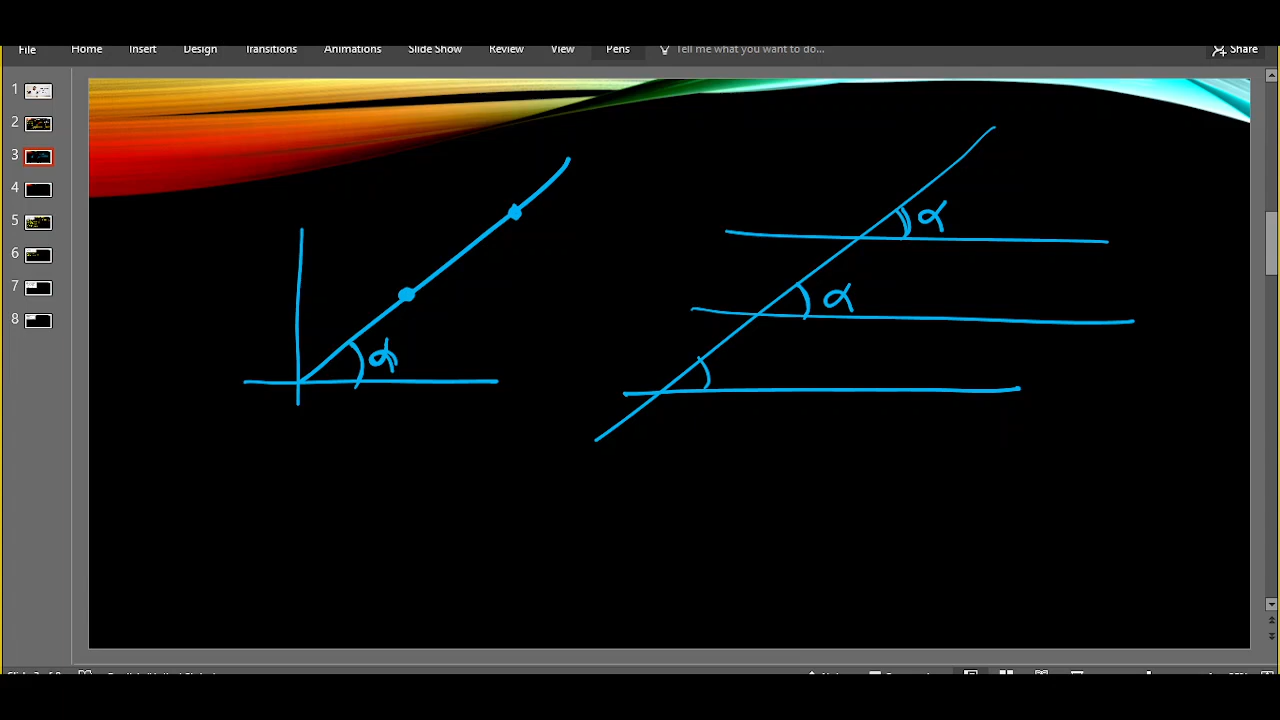 File Home Insert Design Transitions Animations Slide Show Review View Pens Tell me what you want to do... Share
1
2
3
4
5
6
7
8
α
α
α